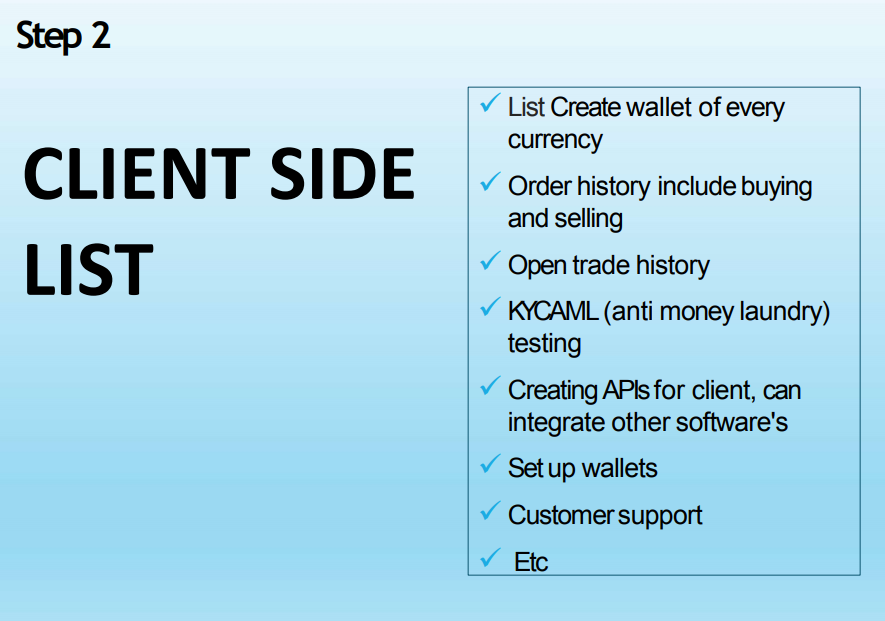 Step 2
CLIENT SIDE
LIST
List Create wallet of every
currency
Order history include buying
and selling
Open trade history
KYCAML (anti money laundry)
testing
Creating APIs for client, can
integrate other software's
Set up wallets
Customer support
Etc